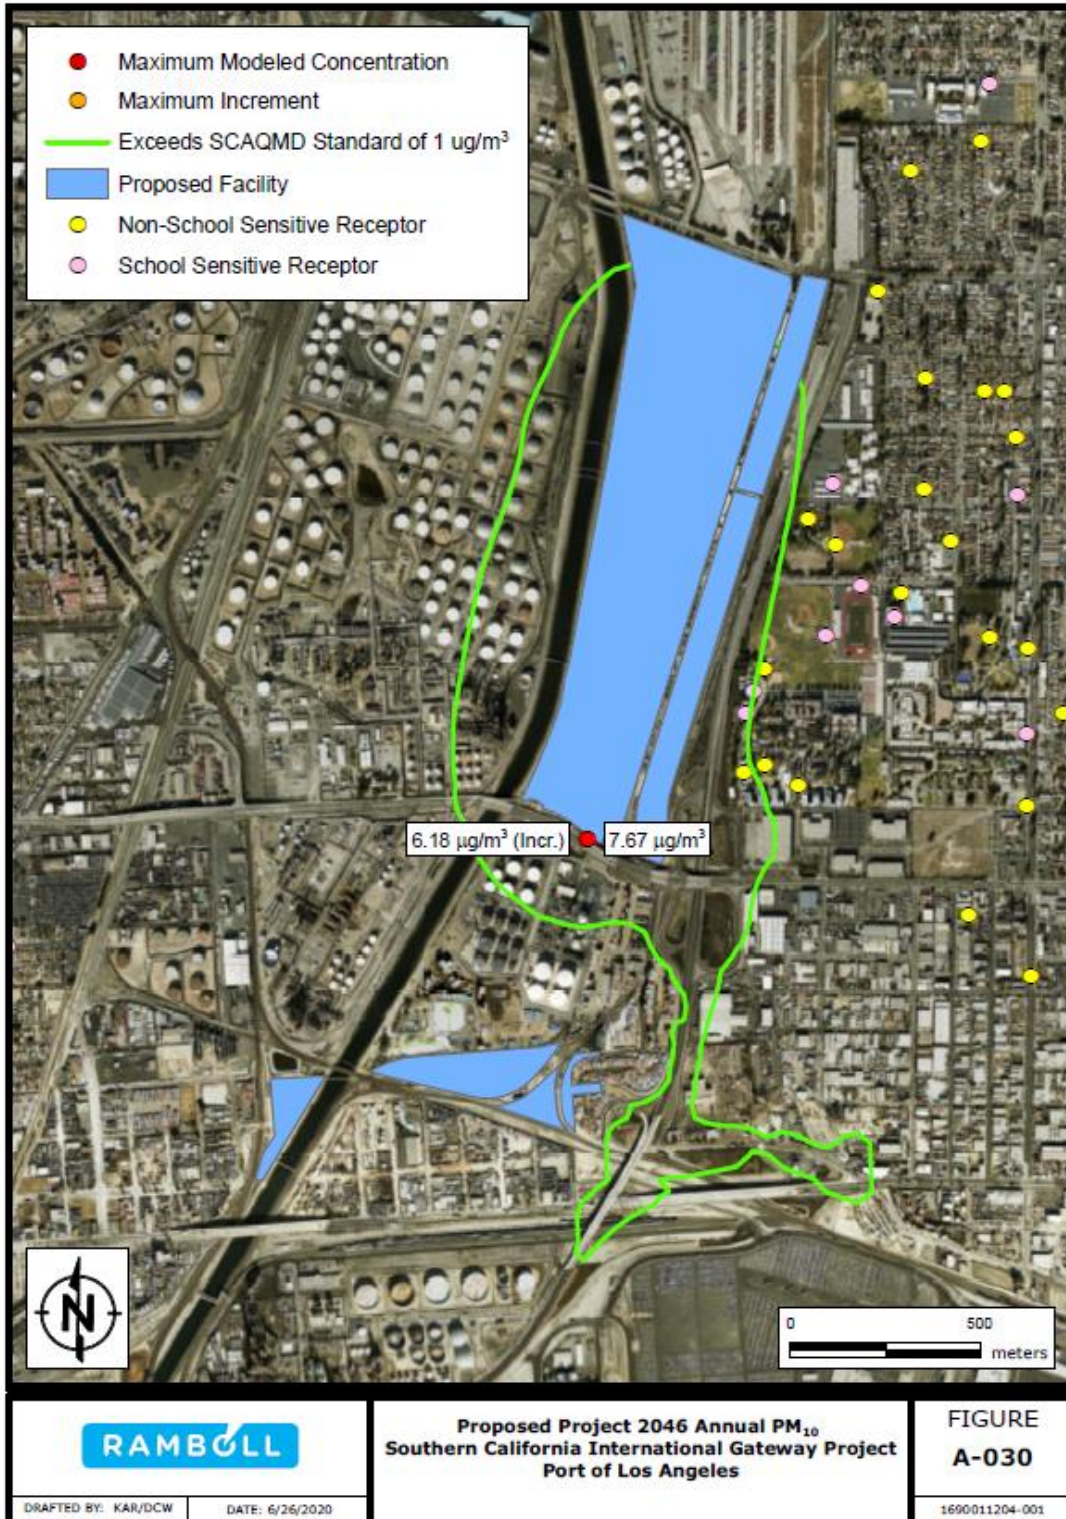 Maximum Modeled Concentration
Maximum Increment
Exceeds SCAQMD Standard of 1 ug/m³
Proposed Facility
Non-School Sensitive Receptor
School Sensitive Receptor
6.18 µg/m³ (Incr.)
7.67 µg/m³
N
0 500
meters
RAMBOLL
DRAFTED BY: KAR/DCW
DATE: 6/26/2020
Proposed Project 2046 Annual PM₁₀
Southern California International Gateway Project
Port of Los Angeles
FIGURE
A-030
1690011204-001